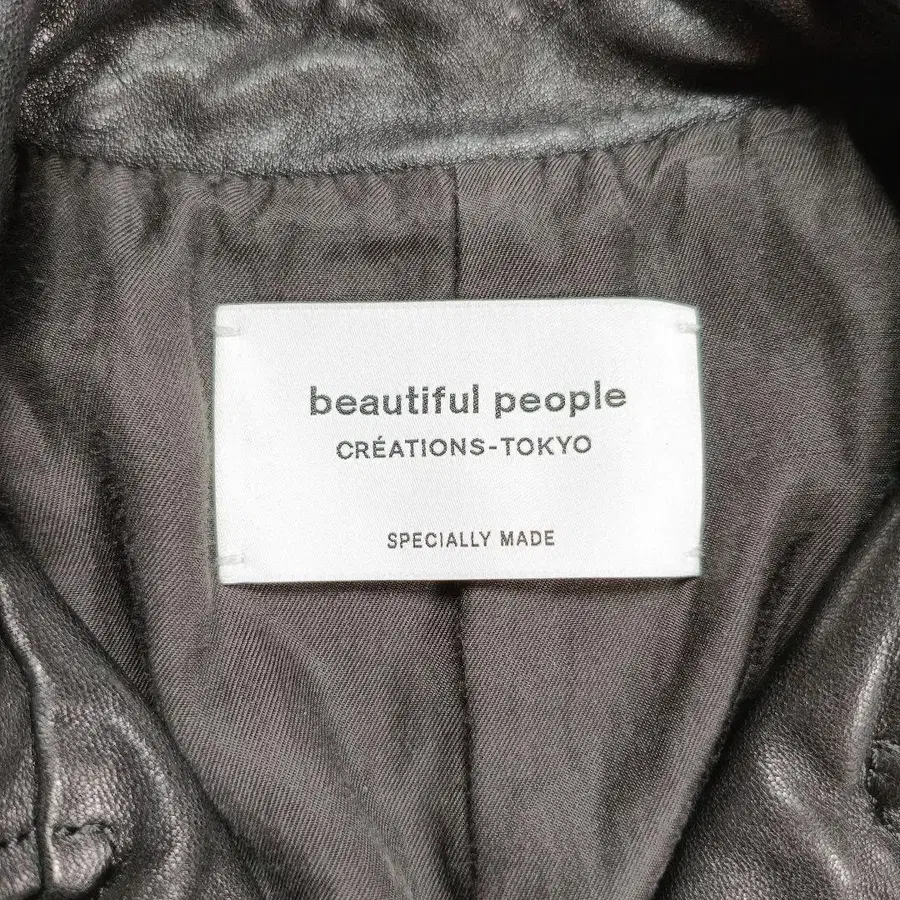 beautiful people
CRÉATIONS-TOKYO
SPECIALLY MADE